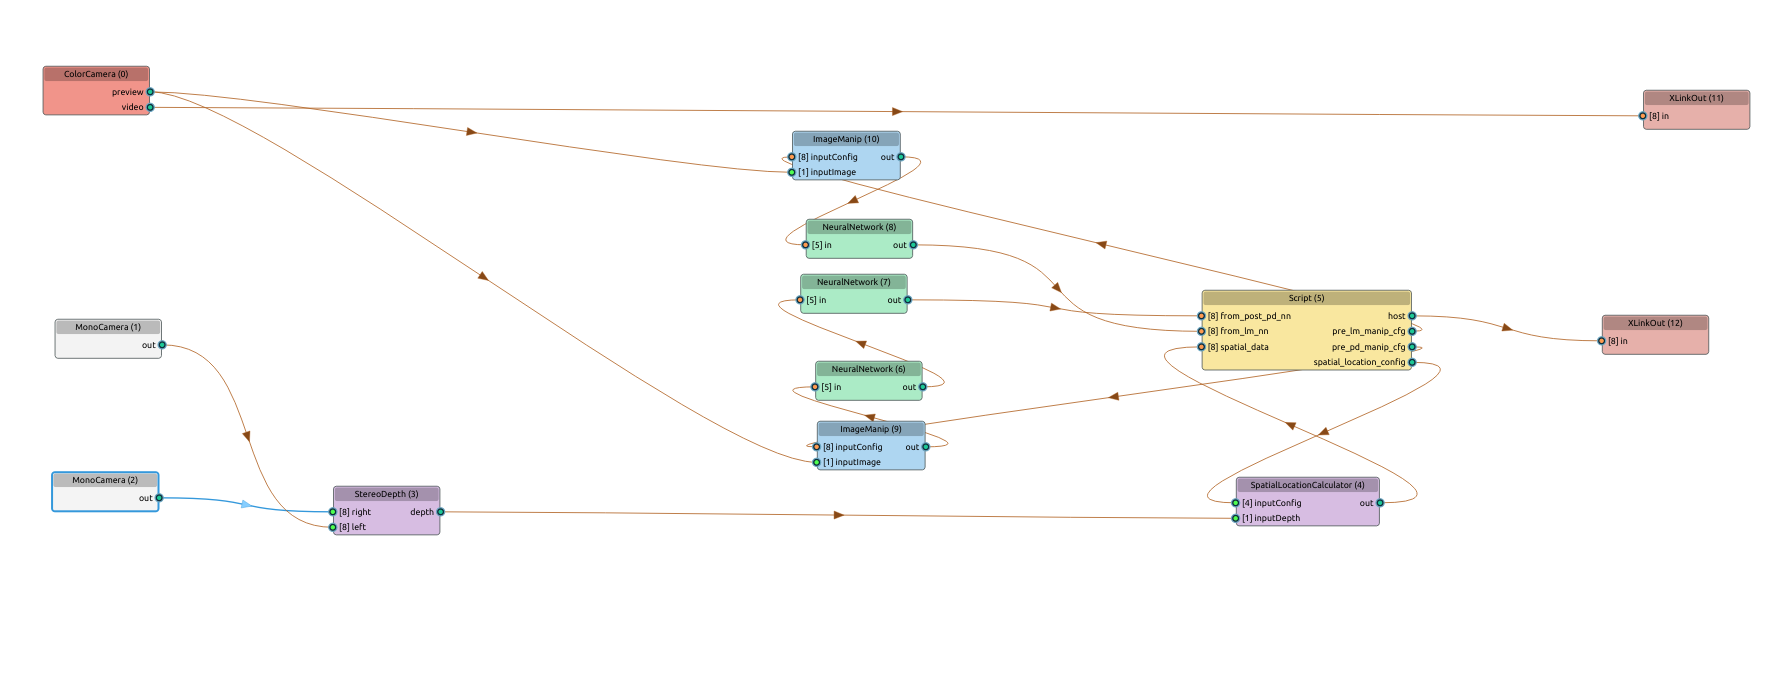 ColorCamera (0)
preview
video
XLinkOut (11)
[8] in
ImageManip (10)
[8] inputConfig out
[1] inputImage
NeuralNetwork (8)
[5] in out
NeuralNetwork (7)
[5] in out
Script (5)
[8] from_post_pd_nn host
[8] from_lm_nn pre_lm_manip_cfg
[8] spatial_data pre_pd_manip_cfg
spatial_location_config
XLinkOut (12)
[8] in
MonoCamera (1)
out
NeuralNetwork (6)
[5] in out
ImageManip (9)
[8] inputConfig out
[1] inputImage
MonoCamera (2)
out
StereoDepth (3)
[8] right depth
[8] left
SpatialLocationCalculator (4)
[4] inputConfig out
[1] inputDepth